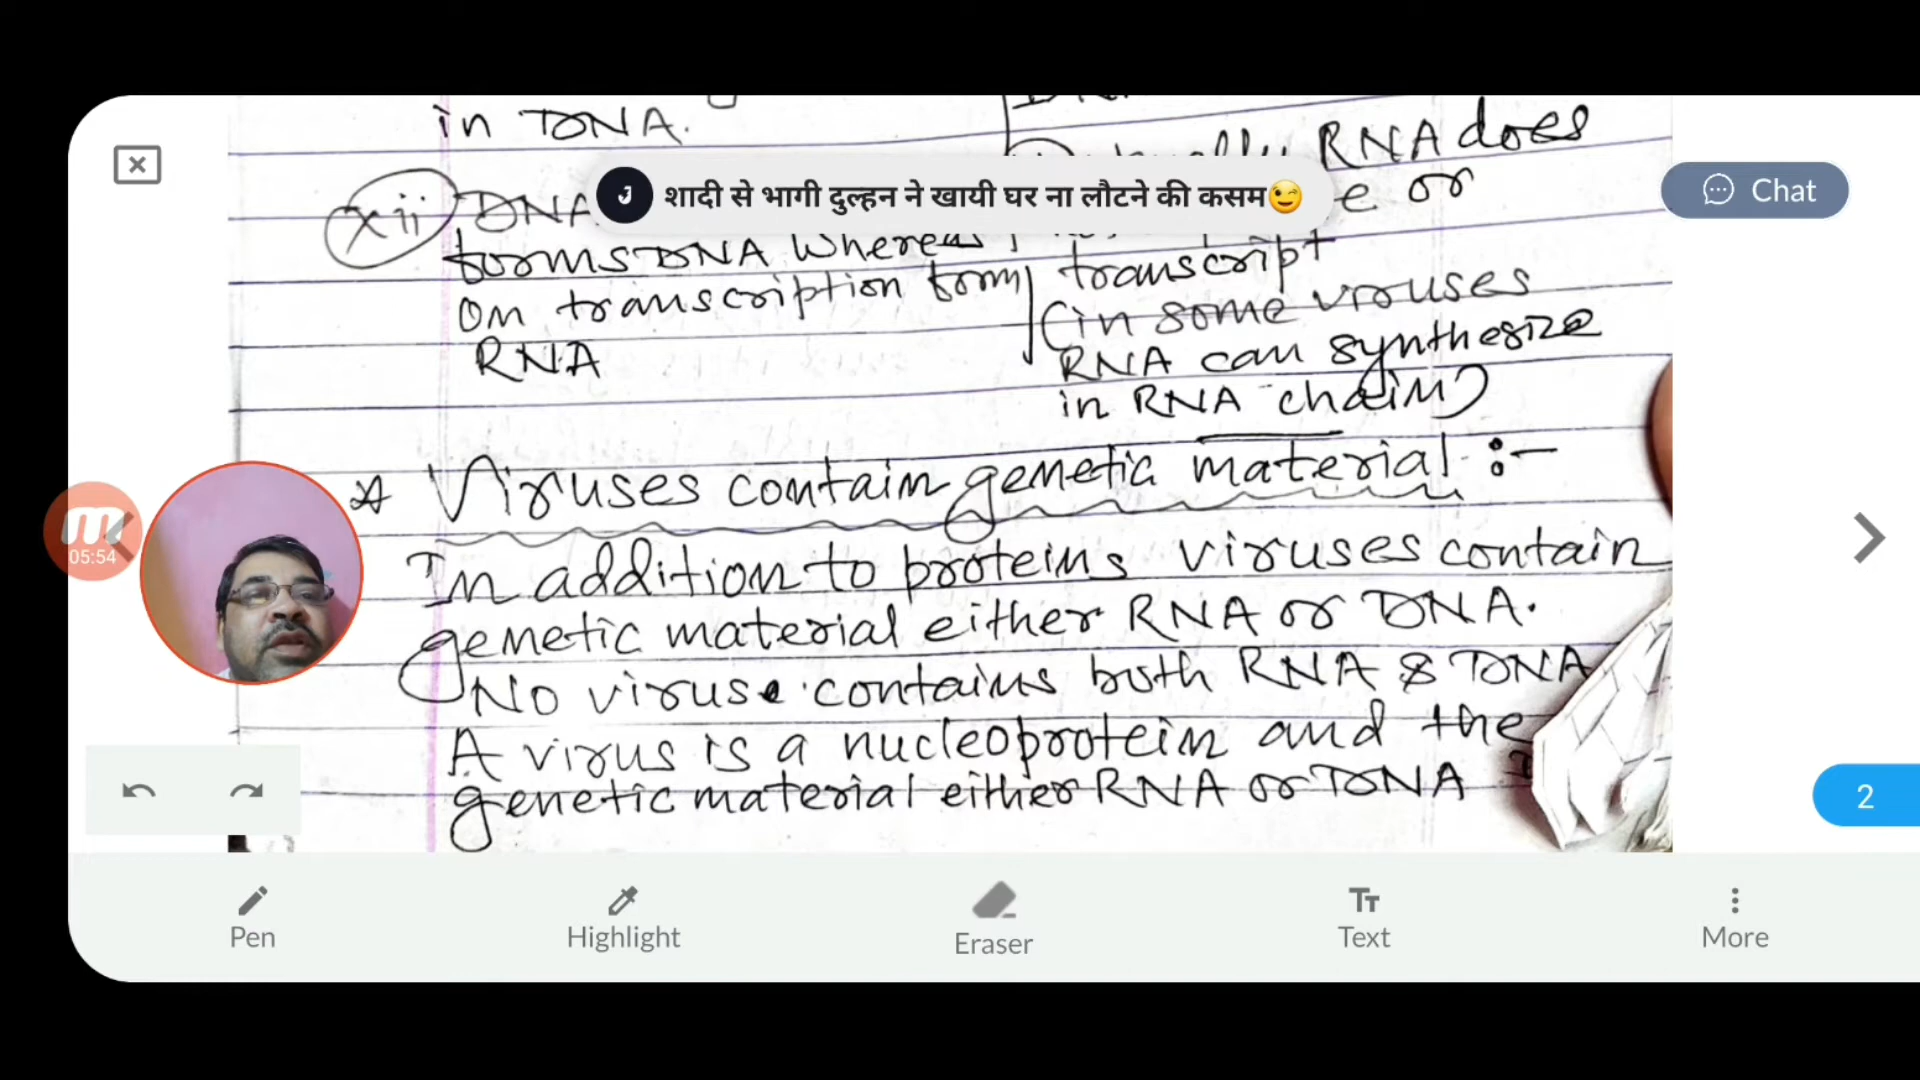 in DNA.
RNA does
xii DNA
e or
शादी से भागी दुल्हन ने खायी घर ना लौटने की कसम😉
Chat
forms DNA whereas
transcript
on transcription form
(in some viruses
RNA
RNA can synthesize
in RNA chain)
Viruses contain genetic material :-
In addition to proteins viruses contain
genetic material either RNA or DNA.
No viruse contains both RNA & DNA
A virus is a nucleoprotein and the
genetic material either RNA or DNA
05:54
2
Pen
Highlight
Eraser
Text
More